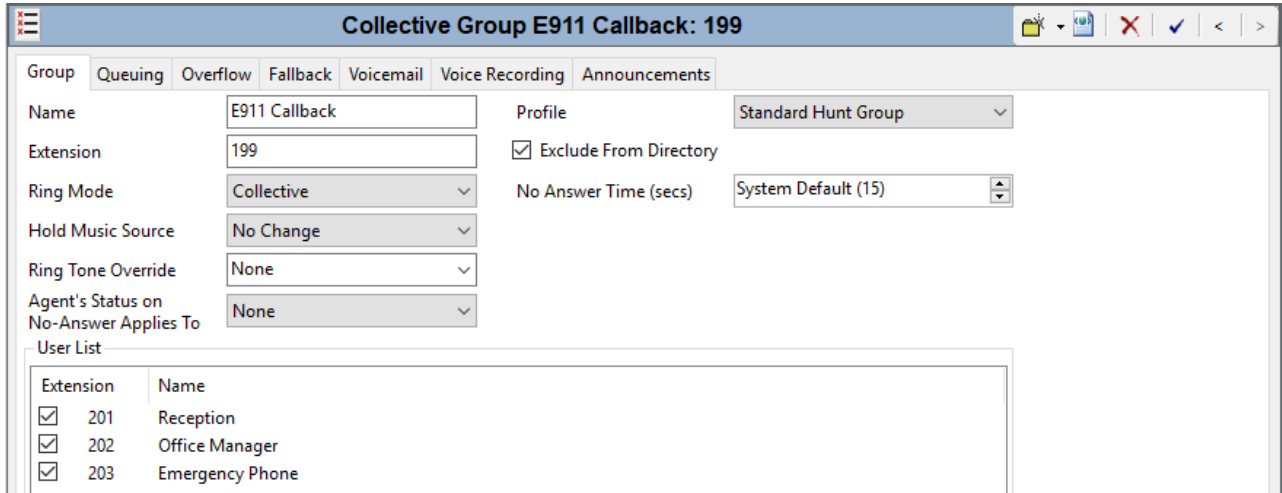 Collective Group E911 Callback: 199
Group Queuing Overflow Fallback Voicemail Voice Recording Announcements
Name E911 Callback Profile Standard Hunt Group
Extension 199 Exclude From Directory
Ring Mode Collective No Answer Time (secs) System Default (15)
Hold Music Source No Change
Ring Tone Override None
Agent's Status on
No-Answer Applies To None
User List
Extension Name
201 Reception
202 Office Manager
203 Emergency Phone